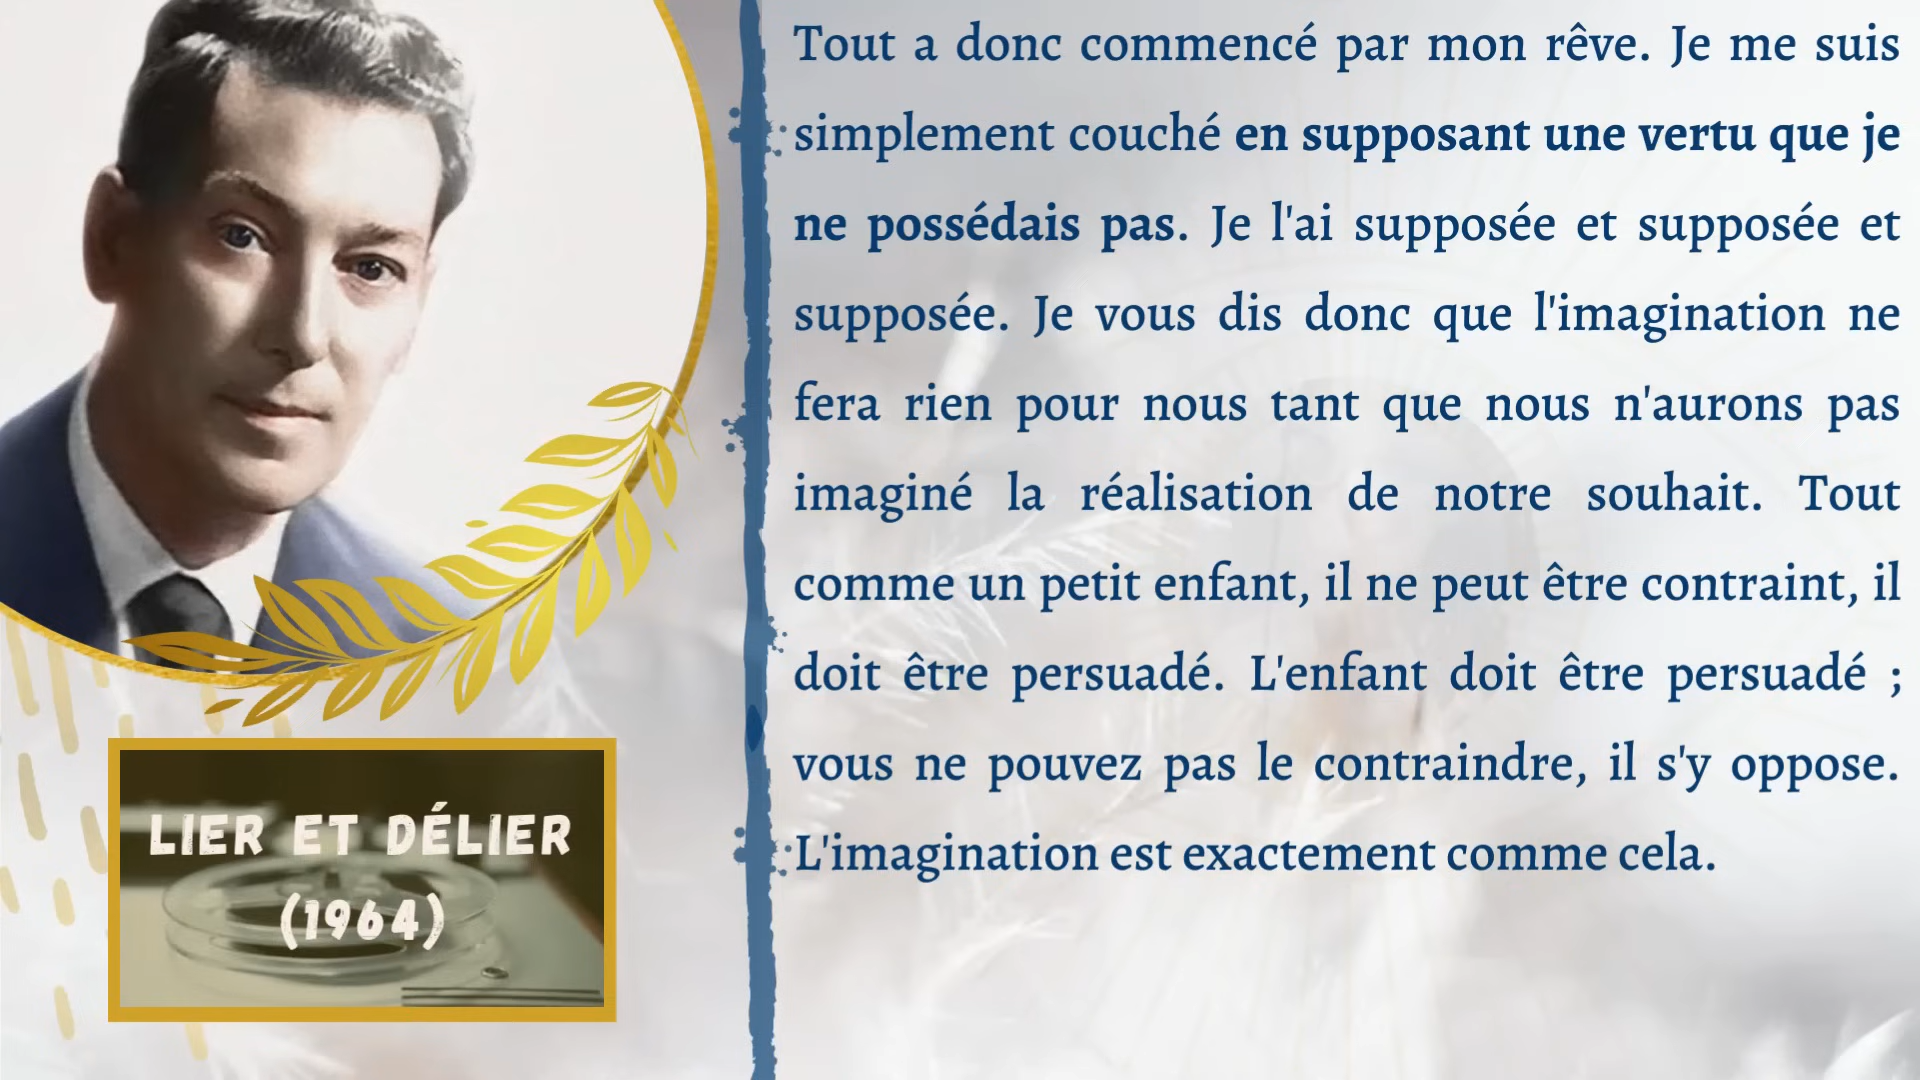 Tout a donc commencé par mon rêve. Je me suis
simplement couché en supposant une vertu que je
ne possédais pas. Je l'ai supposée et supposée et
supposée. Je vous dis donc que l'imagination ne
fera rien pour nous tant que nous n'aurons pas
imaginé la réalisation de notre souhait. Tout
comme un petit enfant, il ne peut être contraint, il
doit être persuadé. L'enfant doit être persuadé ;
vous ne pouvez pas le contraindre, il s'y oppose.
L'imagination est exactement comme cela.
LIER ET DÉLIER
(1964)